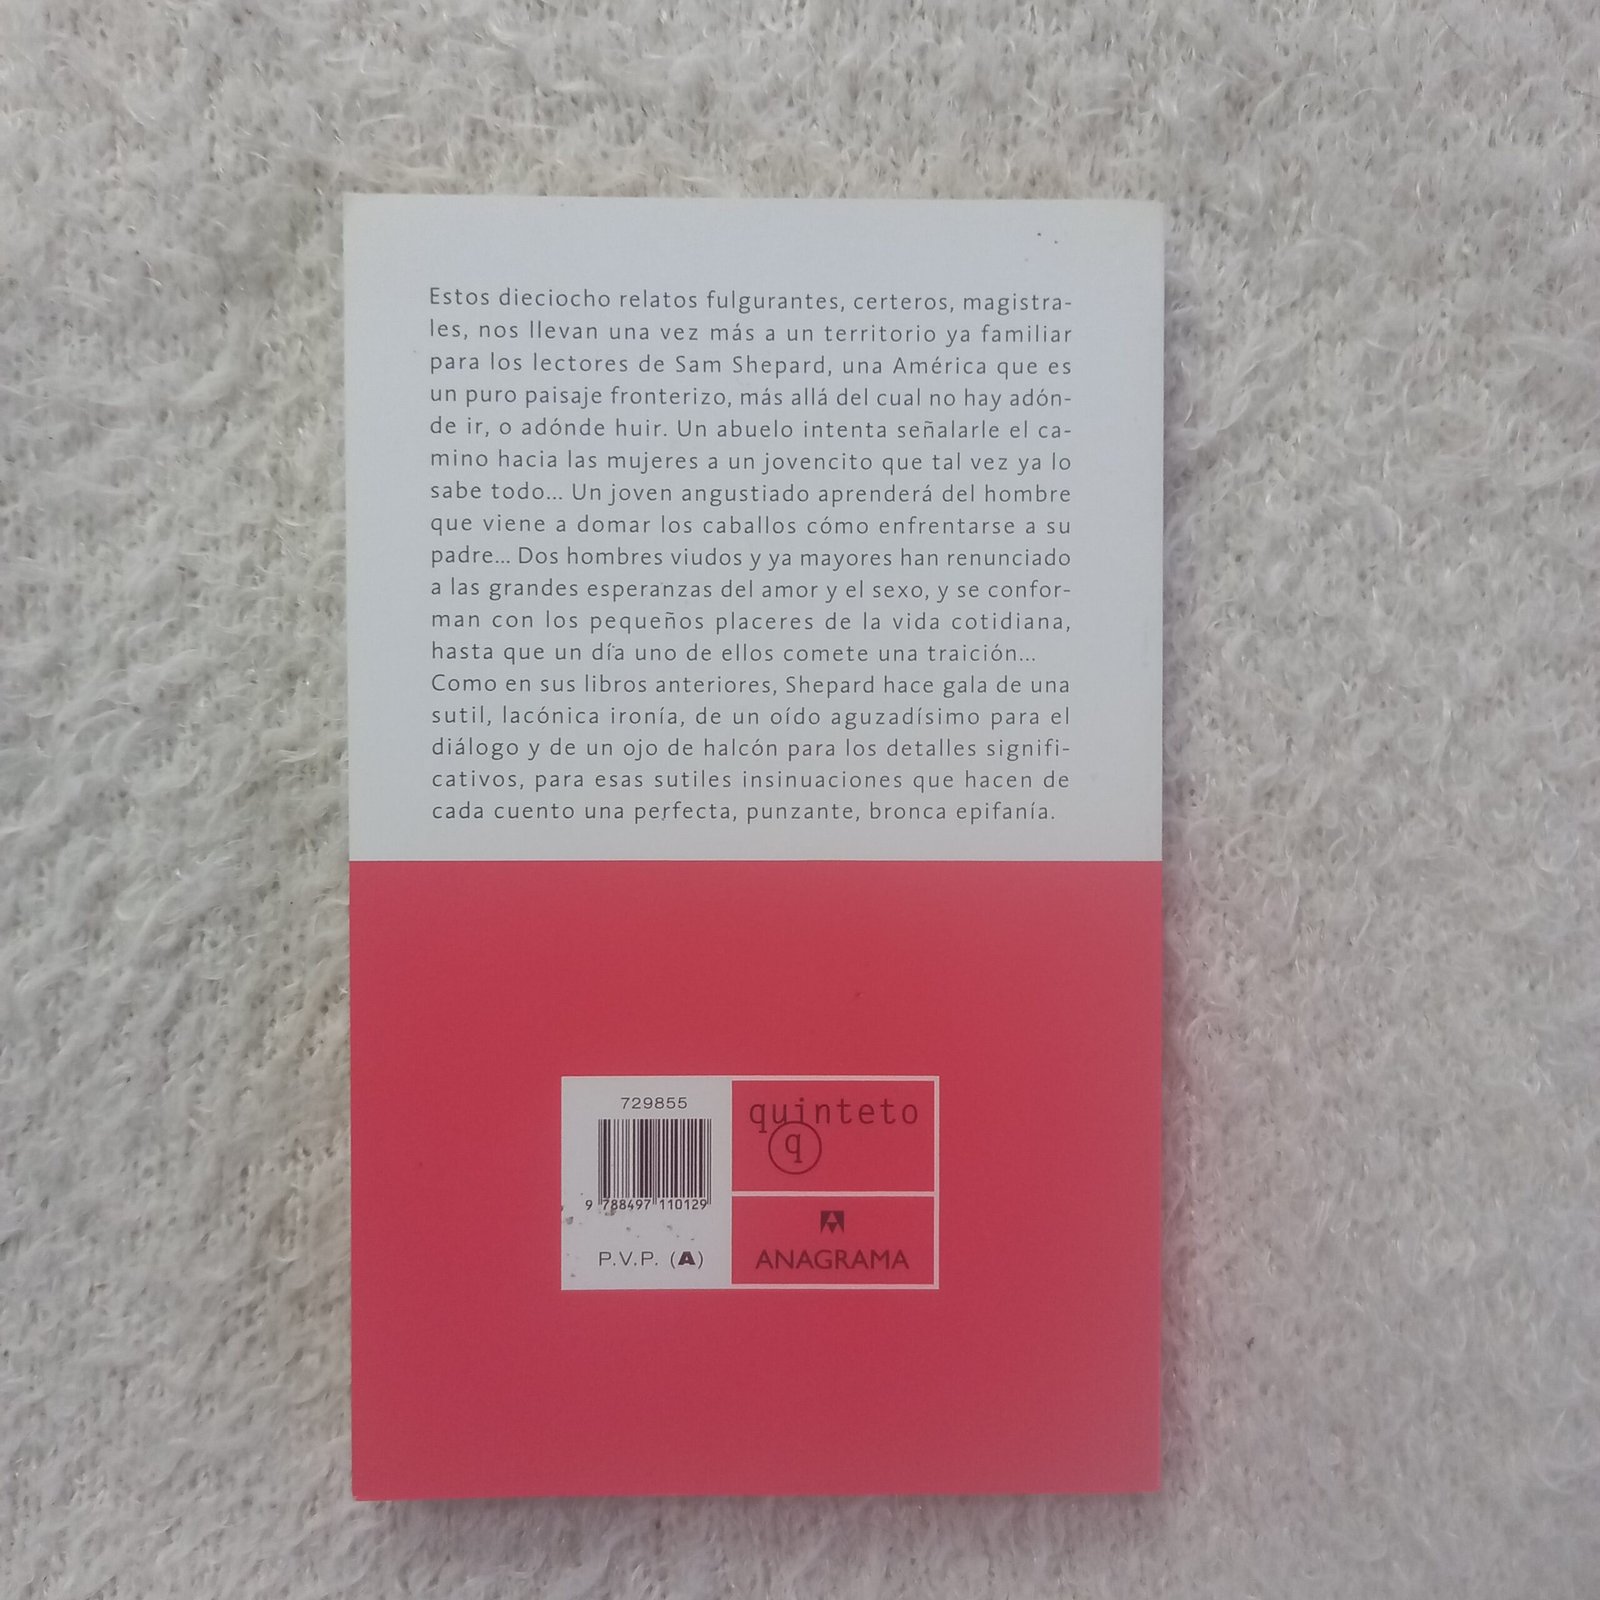 Estos dieciocho relatos fulgurantes, certeros, magistra-
les, nos llevan una vez más a un territorio ya familiar
para los lectores de Sam Shepard, una América que es
un puro paisaje fronterizo, más allá del cual no hay adón-
de ir, o adónde huir. Un abuelo intenta señalarle el ca-
mino hacia las mujeres a un jovencito que tal vez ya lo
sabe todo... Un joven angustiado aprenderá del hombre
que viene a domar los caballos cómo enfrentarse a su
padre... Dos hombres viudos y ya mayores han renunciado
a las grandes esperanzas del amor y el sexo, y se confor-
man con los pequeños placeres de la vida cotidiana,
hasta que un día uno de ellos comete una traición...
Como en sus libros anteriores, Shepard hace gala de una
sutil, lacónica ironía, de un oído aguzadísimo para el
diálogo y de un ojo de halcón para los detalles signifi-
cativos, para esas sutiles insinuaciones que hacen de
cada cuento una perfecta, punzante, bronca epifanía.
729855
9 788497 110129
P.V.P. (A)
quinteto
q
ANAGRAMA